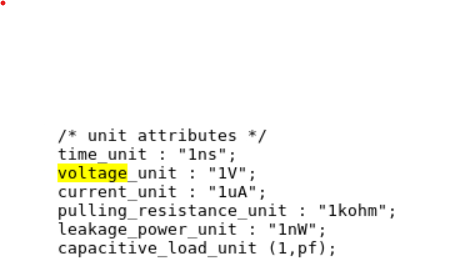 /* unit attributes */
time_unit : "1ns";
voltage_unit : "1V";
current_unit : "1uA";
pulling_resistance_unit : "1kohm";
leakage_power_unit : "1nW";
capacitive_load_unit (1,pf);